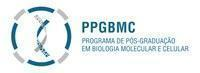 PPGBMC
PROGRAMA DE PÓS-GRADUAÇÃO
EM BIOLOGIA MOLECULAR E CELULAR